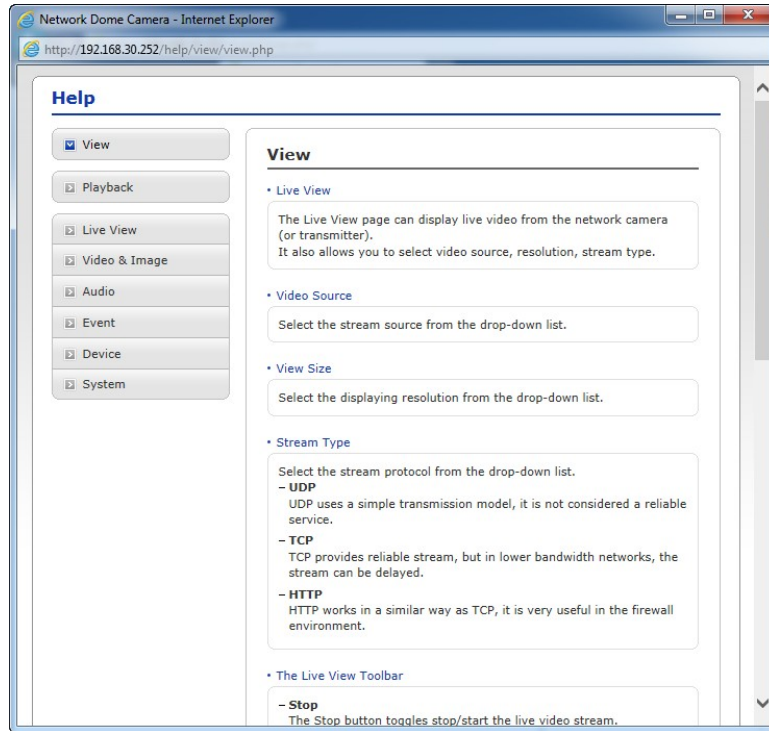 Network Dome Camera - Internet Explorer
http://192.168.30.252/help/view/view.php
Help
View
Playback
Live View
Video & Image
Audio
Event
Device
System
View
• Live View
The Live View page can display live video from the network camera
(or transmitter).
It also allows you to select video source, resolution, stream type.
• Video Source
Select the stream source from the drop-down list.
• View Size
Select the displaying resolution from the drop-down list.
• Stream Type
Select the stream protocol from the drop-down list.
– UDP
UDP uses a simple transmission model, it is not considered a reliable
service.
– TCP
TCP provides reliable stream, but in lower bandwidth networks, the
stream can be delayed.
– HTTP
HTTP works in a similar way as TCP, it is very useful in the firewall
environment.
• The Live View Toolbar
– Stop
The Stop button toggles stop/start the live video stream.